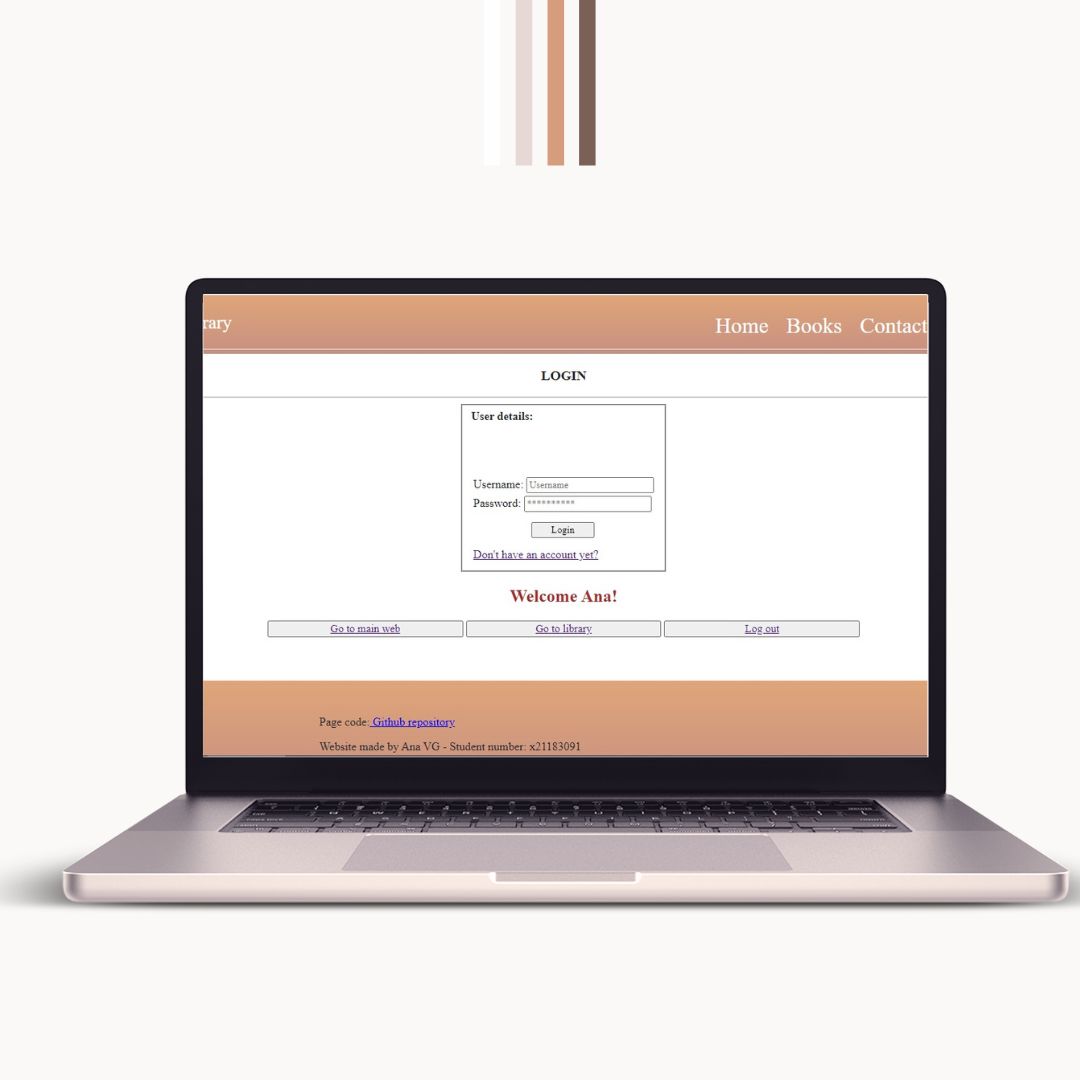 rary
Home Books Contact
LOGIN
User details:
Username: Username
Password: **********
Login
Don't have an account yet?
Welcome Ana!
Go to main web Go to library Log out
Page code: Github repository
Website made by Ana VG - Student number: x21183091